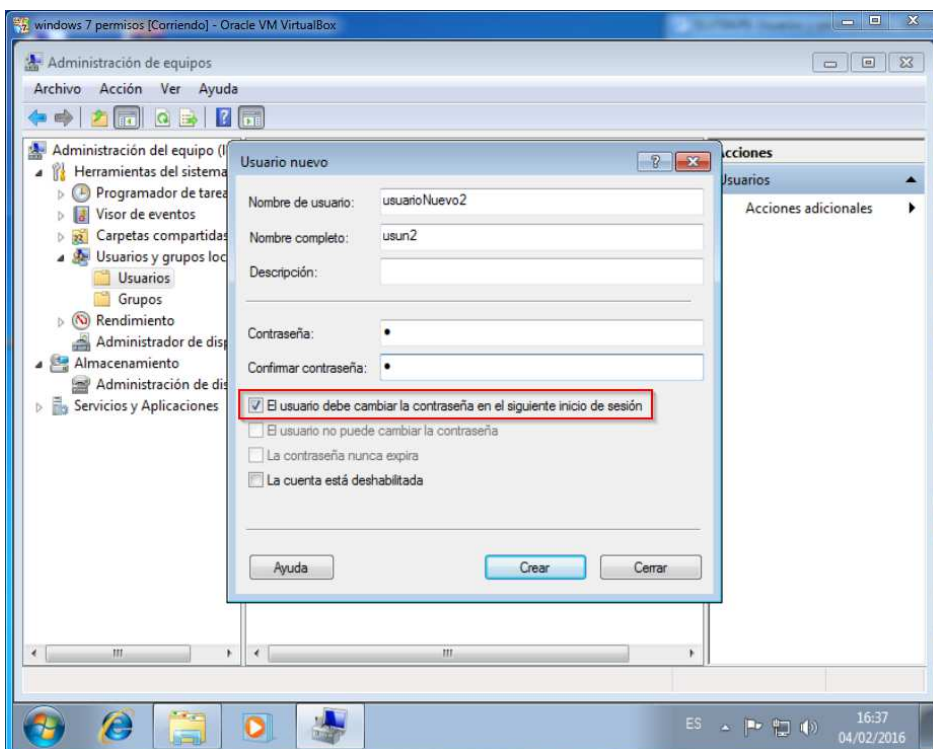 windows 7 permisos [Corriendo] - Oracle VM VirtualBox
Administración de equipos
Archivo Acción Ver Ayuda
Administración del equipo (l
Herramientas del sistema
Programador de tarea
Visor de eventos
Carpetas compartidas
Usuarios y grupos loc
Usuarios
Grupos
Rendimiento
Administrador de disp
Almacenamiento
Administración de dis
Servicios y Aplicaciones
Usuario nuevo
Nombre de usuario: usuarioNuevo2
Nombre completo: usun2
Descripción:
Contraseña: •
Confirmar contraseña: •
El usuario debe cambiar la contraseña en el siguiente inicio de sesión
El usuario no puede cambiar la contraseña
La contraseña nunca expira
La cuenta está deshabilitada
Ayuda Crear Cerrar
cciones
Usuarios
Acciones adicionales
ES 16:37
04/02/2016